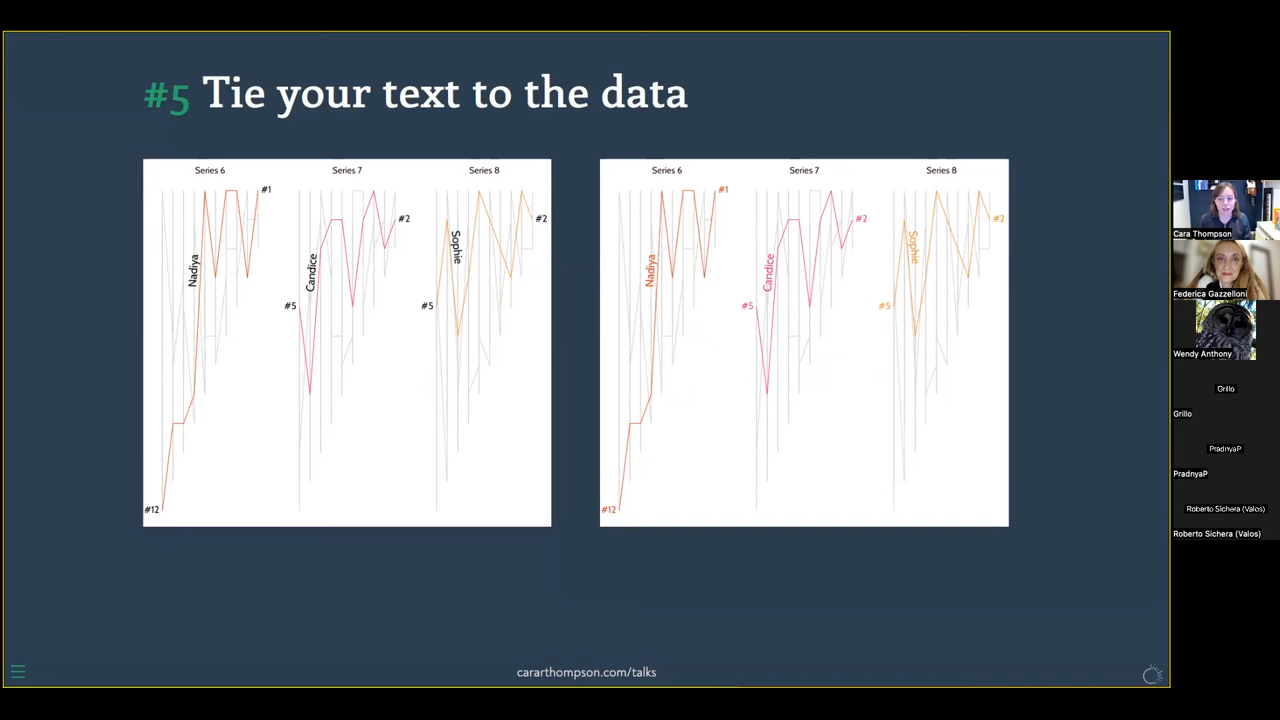 #5 Tie your text to the data
Series 6
Series 7
Series 8
#1
#2
#2
Nadiya
Candice
Sophie
#5
#5
#12
Series 6
Series 7
Series 8
#1
#2
#2
Nadiya
Candice
Sophie
#5
#5
#12
cararthompson.com/talks
Cara Thompson
Federica Gazzelloni
Wendy Anthony
Grillo
Grillo
PradnyaP
PradnyaP
Roberto Sichera (Valos)
Roberto Sichera (Valos)